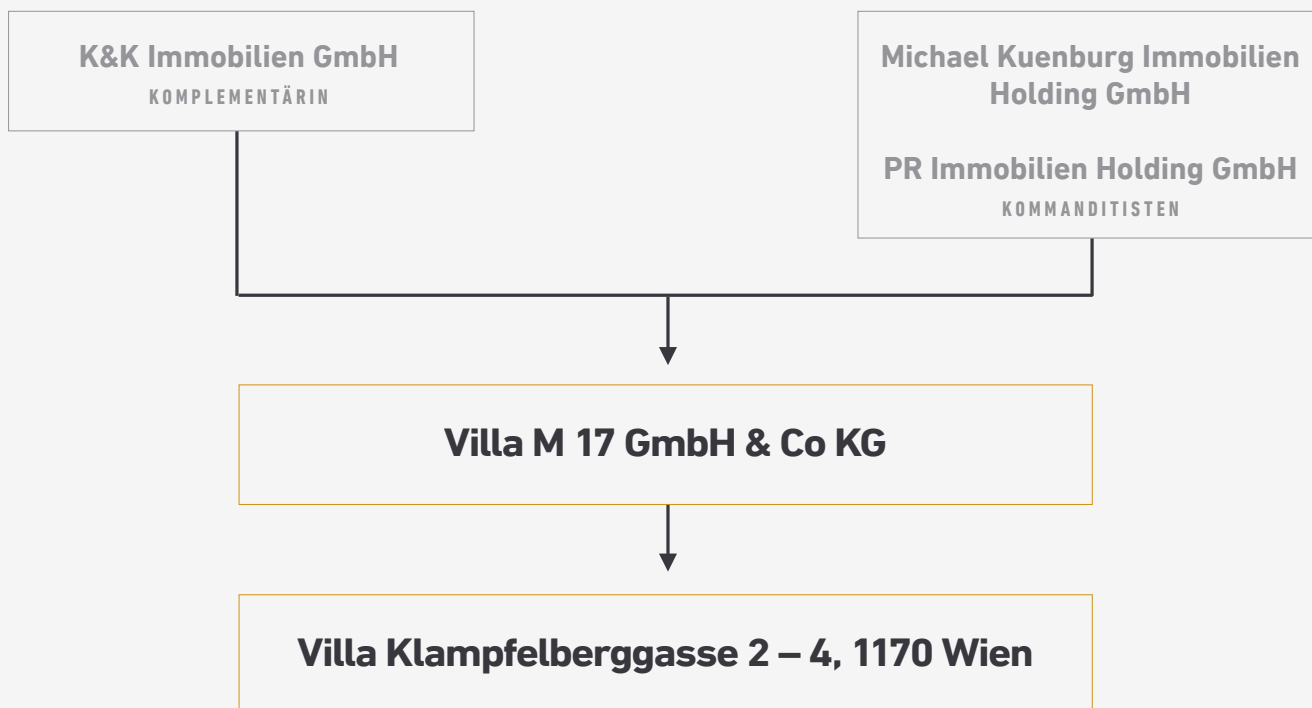 K&K Immobilien GmbH
KOMPLEMENTÄRIN
Michael Kuenburg Immobilien
Holding GmbH
PR Immobilien Holding GmbH
KOMMANDITISTEN
Villa M 17 GmbH & Co KG
Villa Klampfelberggasse 2 – 4, 1170 Wien